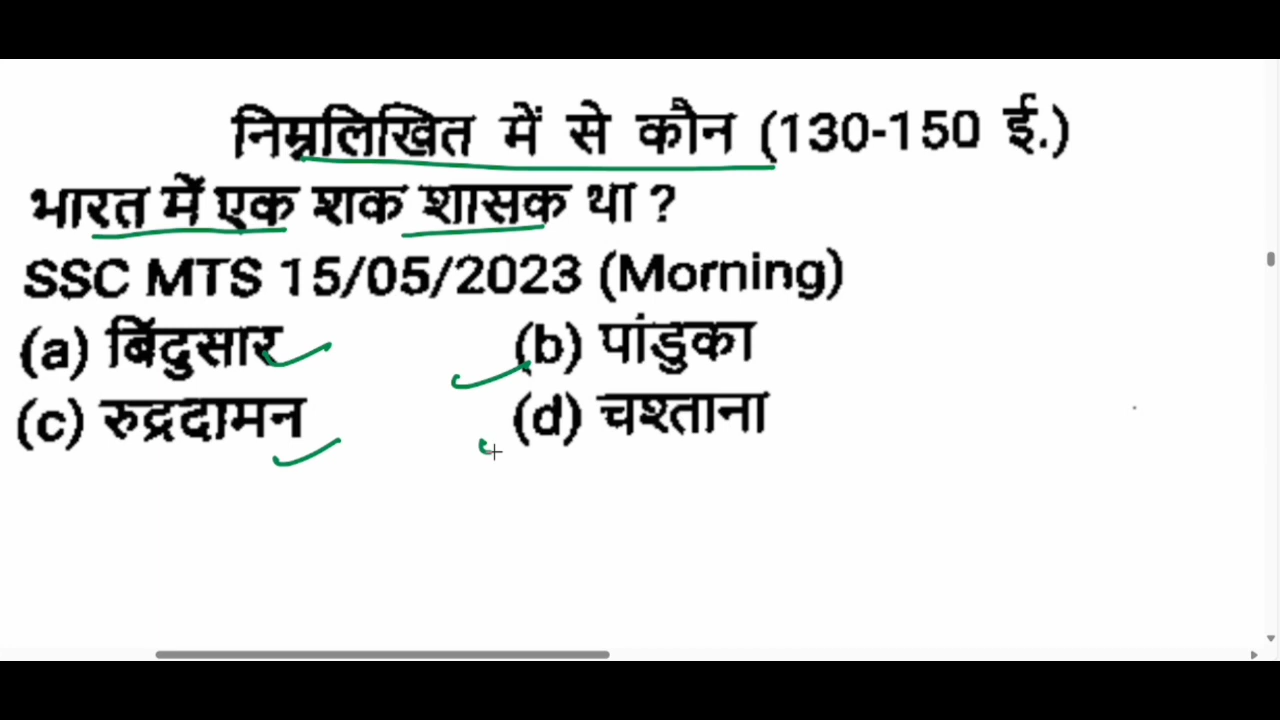 निम्नलिखित में से कौन (130-150 ई.)
भारत में एक शक शासक था ?
SSC MTS 15/05/2023 (Morning)
(a) बिंदुसार (b) पांडुका
(c) रुद्रदामन (d) चश्ताना